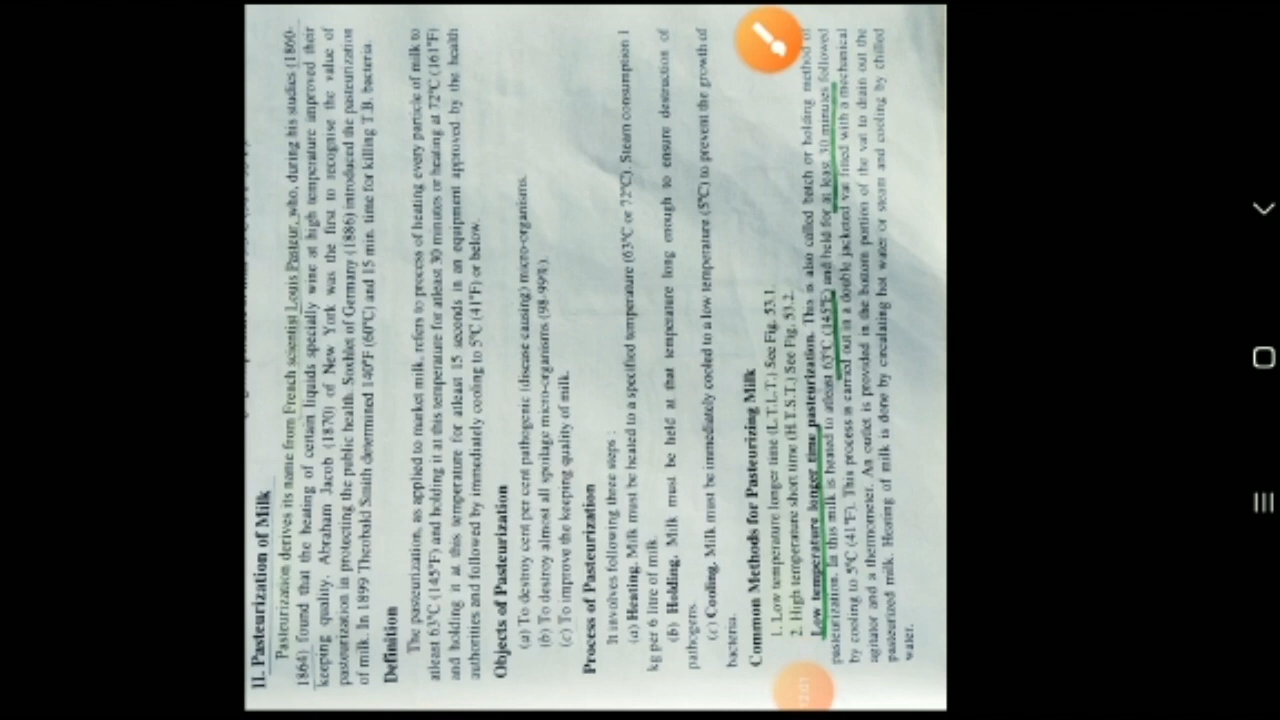 II. Pasteurization of Milk
Pasteurization derives its name from French scientist Louis Pasteur, who, during his studies (1860-
1864) found that the heating of certain liquids specially wine at high temperature improved their
keeping quality. Abraham Jacob (1870) of New York was the first to recognise the value of
pasteurization in protecting the public health. Soxhlet of Germany (1886) introduced the pasteurization
of milk. In 1899 Theobald Smith determined 140°F (60°C) and 15 min. time for killing T.B. bacteria.
Definition
The pasteurization, as applied to market milk, refers to process of heating every particle of milk to
atleast 63°C (145°F) and holding it at this temperature for atleast 30 minutes or heating at 72°C (161°F)
and holding it at this temperature for atleast 15 seconds in an equipment approved by the health
authorities and followed by immediately cooling to 5°C (41°F) or below.
Objects of Pasteurization
(a) To destroy cent per cent pathogenic (disease causing) micro-organisms.
(b) To destroy almost all spoilage micro-organisms (98-99%).
(c) To improve the keeping quality of milk.
Process of Pasteurization
It involves following three steps :
(a) Heating. Milk must be heated to a specified temperature (63°C or 72°C). Steam consumption 1
kg per 6 litre of milk.
(b) Holding. Milk must be held at that temperature long enough to ensure destruction of
pathogens.
(c) Cooling. Milk must be immediately cooled to a low temperature (5°C) to prevent the growth of
bacteria.
Common Methods for Pasteurizing Milk
1. Low temperature longer time (L.T.L.T.) See Fig. 53.1.
2. High temperature short time (H.T.S.T.) See Fig. 53.2.
Low temperature longer time pasteurization. This is also called batch or holding method of
pasteurization. In this milk is heated to atleast 63°C (145°F) and held for at least 30 minutes followed
by cooling to 5°C (41°F). This process is carried out in a double jacketed vat fitted with a mechanical
agitator and a thermometer. An outlet is provided in the bottom portion of the vat to drain out the
pasteurized milk. Heating of milk is done by circulating hot water or steam and cooling by chilled
water.